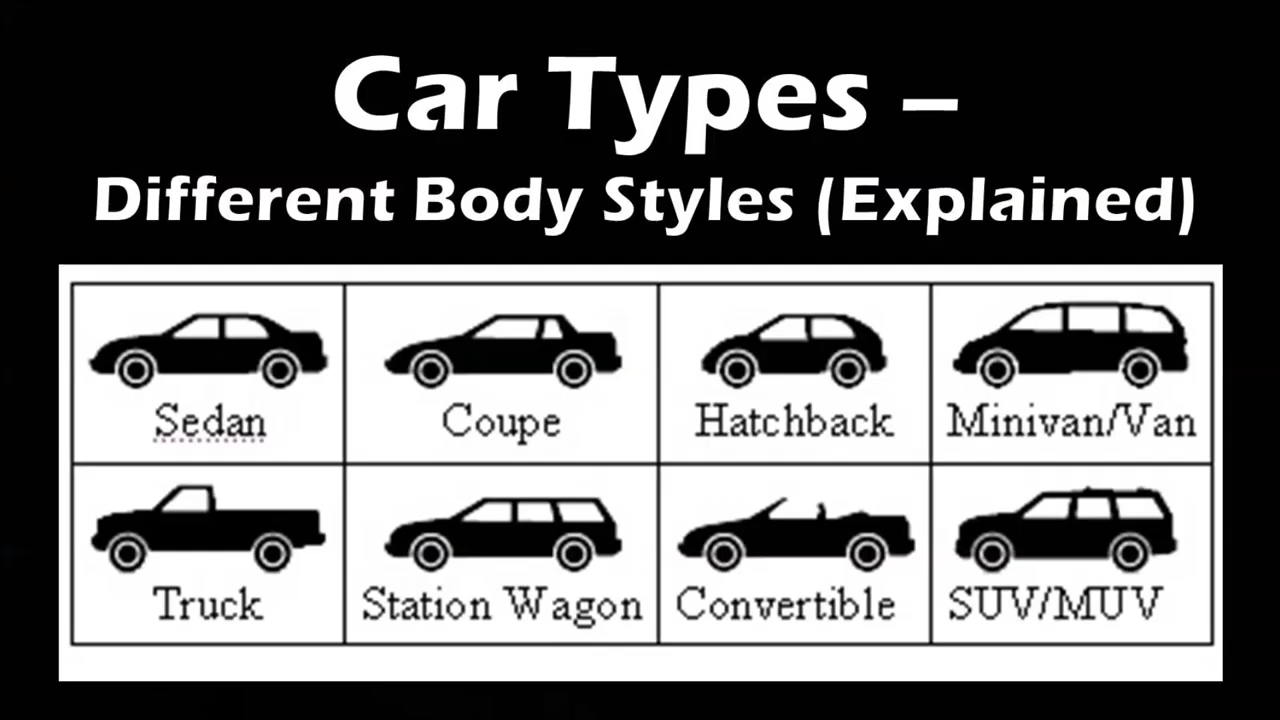 Car Types –
Different Body Styles (Explained)
Sedan
Coupe
Hatchback
Minivan/Van
Truck
Station Wagon
Convertible
SUV/MUV